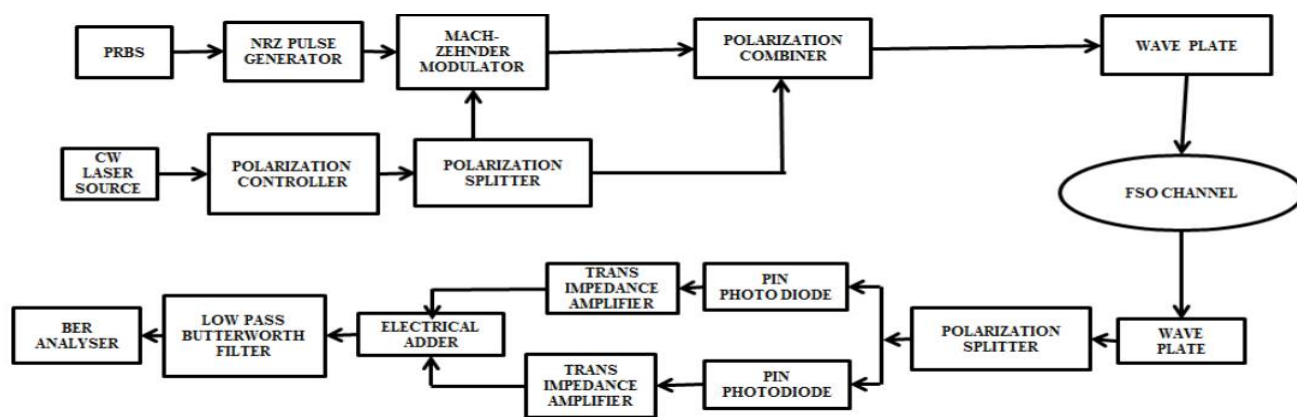 PRBS
NRZ PULSE
GENERATOR
MACH-
ZEHNDER
MODULATOR
POLARIZATION
COMBINER
WAVE PLATE
CW
LASER
SOURCE
POLARIZATION
CONTROLLER
POLARIZATION
SPLITTER
FSO CHANNEL
BER
ANALYSER
LOW PASS
BUTTERWORTH
FILTER
ELECTRICAL
ADDER
TRANS
IMPEDANCE
AMPLIFIER
PIN
PHOTO DIODE
TRANS
IMPEDANCE
AMPLIFIER
PIN
PHOTODIODE
POLARIZATION
SPLITTER
WAVE
PLATE